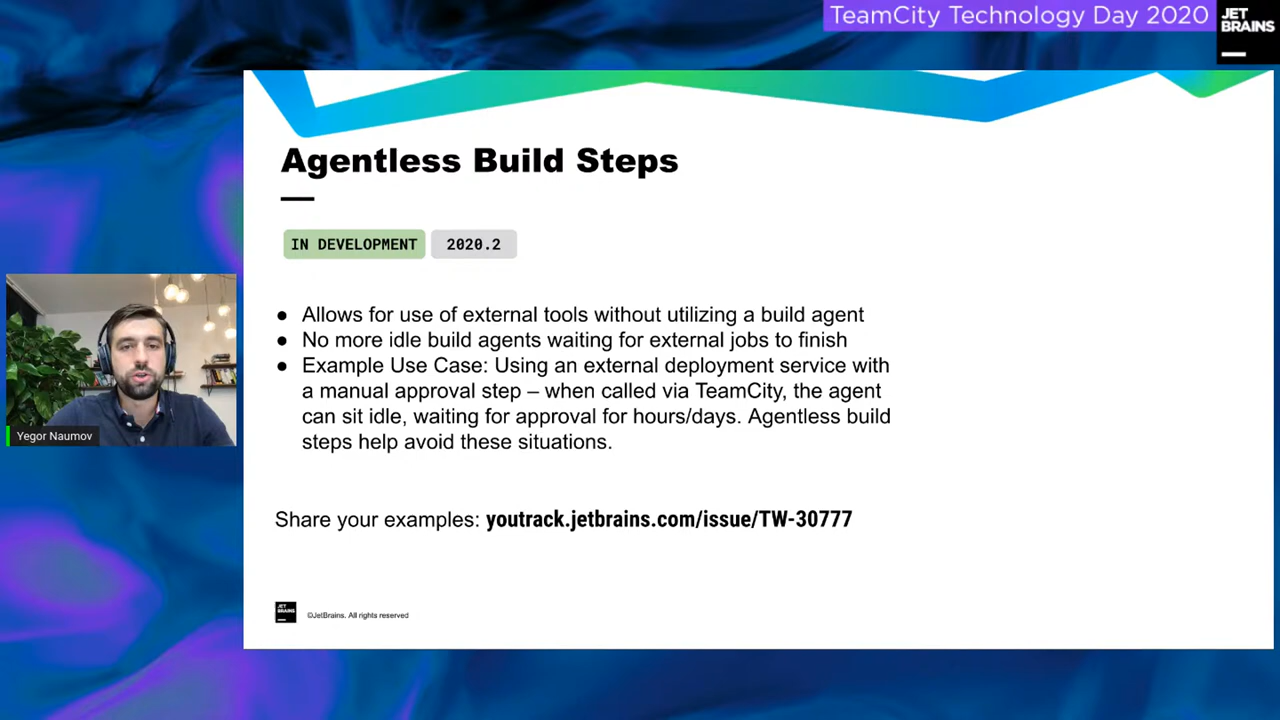 TeamCity Technology Day 2020
JET
BRAINS
Agentless Build Steps
IN DEVELOPMENT 2020.2
● Allows for use of external tools without utilizing a build agent
● No more idle build agents waiting for external jobs to finish
● Example Use Case: Using an external deployment service with
a manual approval step – when called via TeamCity, the agent
can sit idle, waiting for approval for hours/days. Agentless build
steps help avoid these situations.
Yegor Naumov
Share your examples: youtrack.jetbrains.com/issue/TW-30777
JET
BRAINS
©JetBrains. All rights reserved